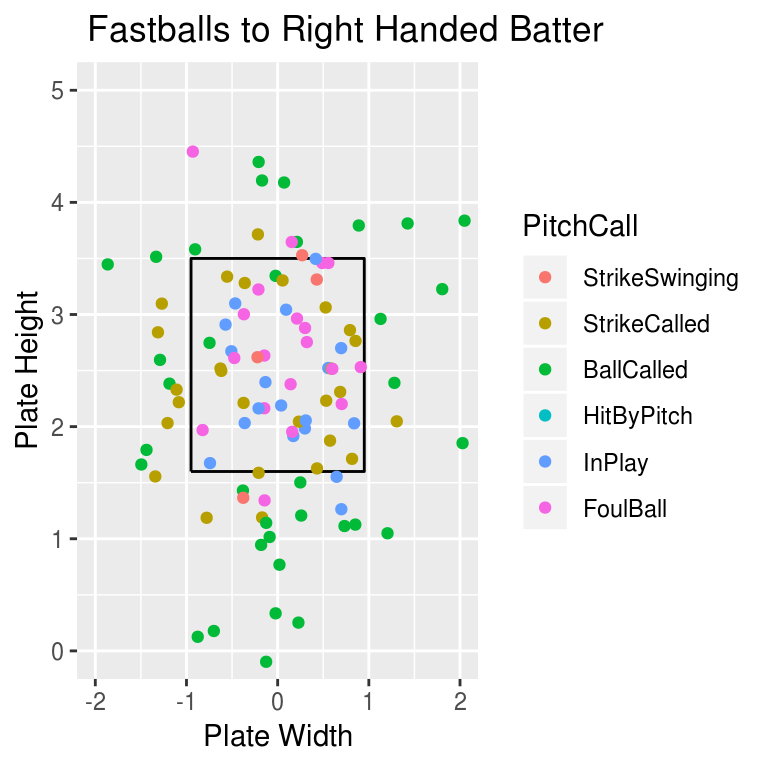 Fastballs to Right Handed Batter
5
4
3
2
1
0
-2 -1 0 1 2
Plate Height
Plate Width
PitchCall
StrikeSwinging
StrikeCalled
BallCalled
HitByPitch
InPlay
FoulBall